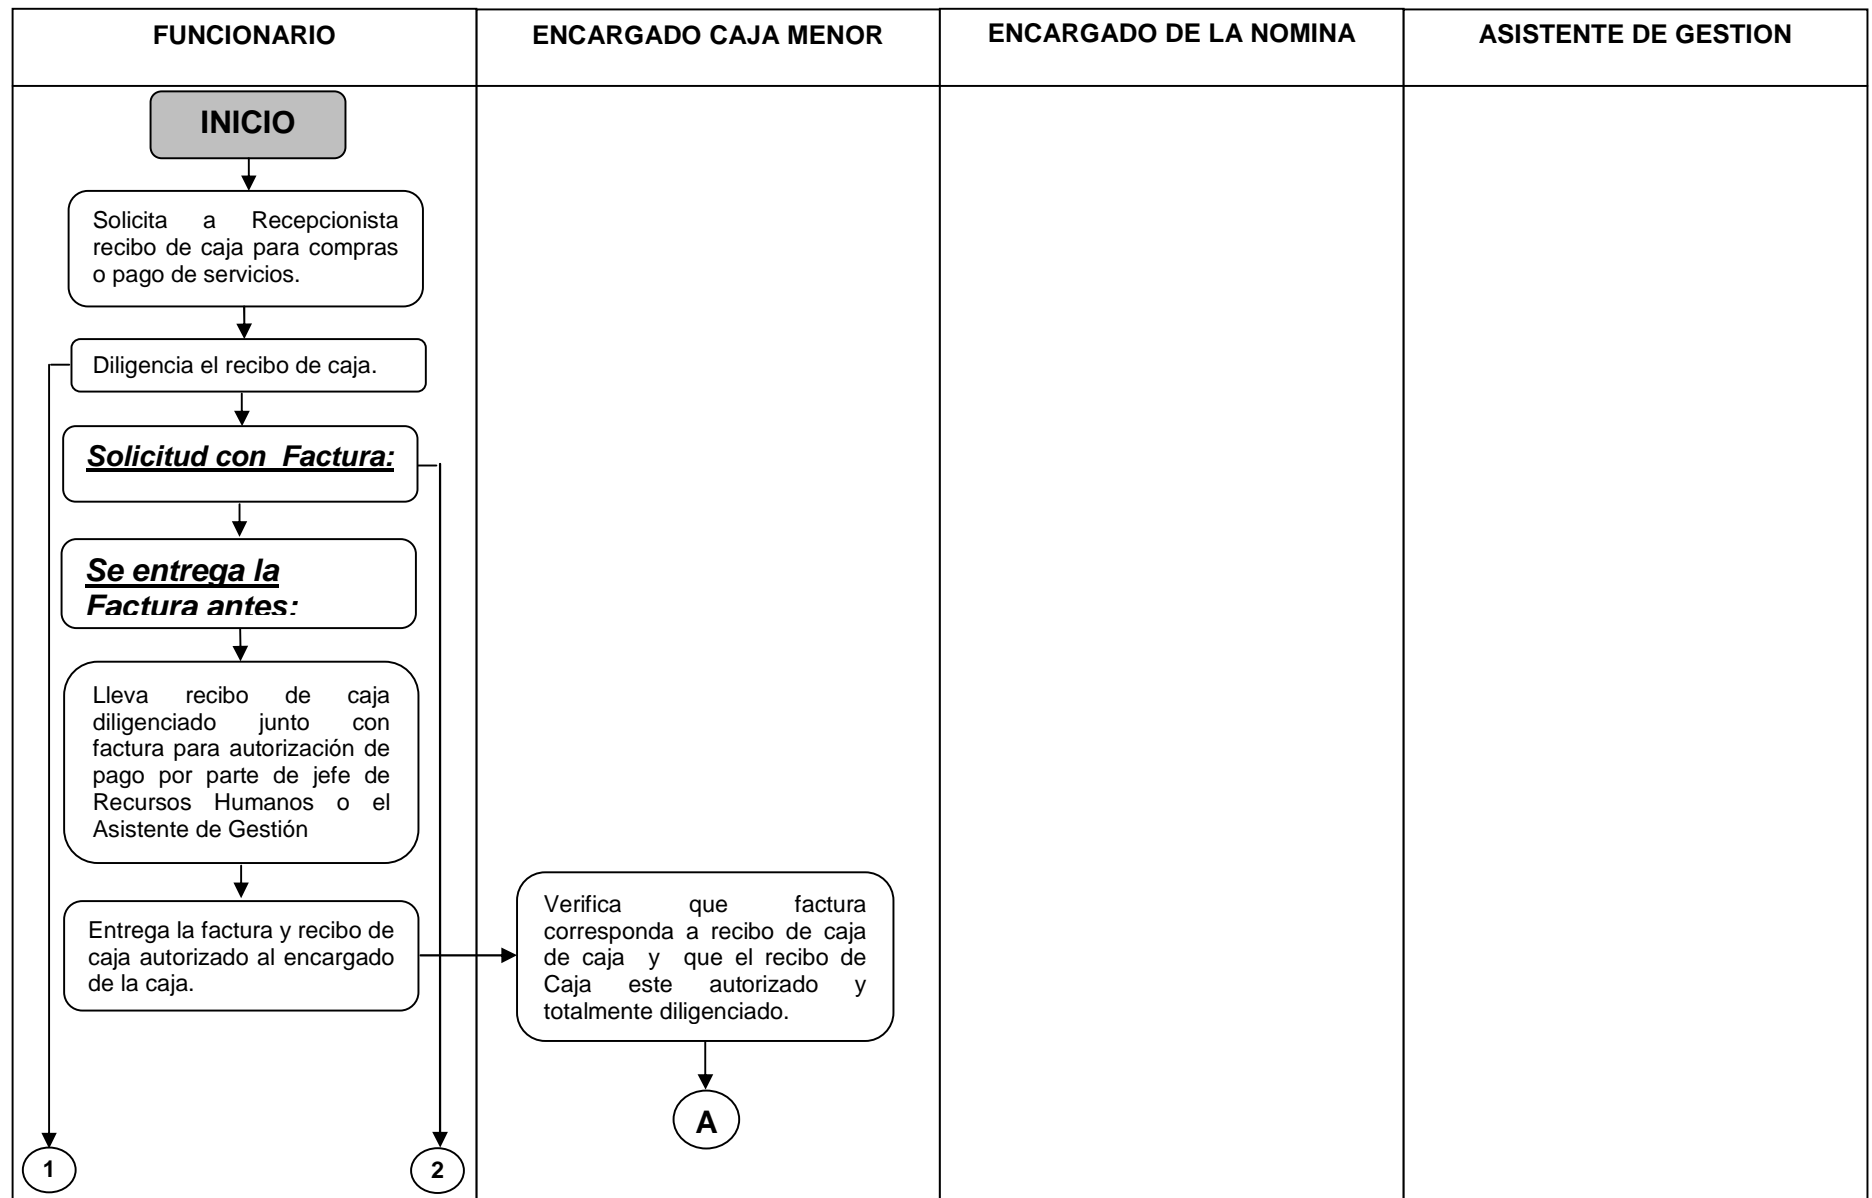 FUNCIONARIO
ENCARGADO CAJA MENOR
ENCARGADO DE LA NOMINA
ASISTENTE DE GESTION
INICIO
Solicita a Recepcionista
recibo de caja para compras
o pago de servicios.
Diligencia el recibo de caja.
Solicitud con Factura:
Se entrega la
Factura antes:
Lleva recibo de caja
diligenciado junto con
factura para autorización de
pago por parte de jefe de
Recursos Humanos o el
Asistente de Gestión
Entrega la factura y recibo de
caja autorizado al encargado
de la caja.
Verifica que factura
corresponda a recibo de caja
de caja y que el recibo de
Caja este autorizado y
totalmente diligenciado.
A
1
2